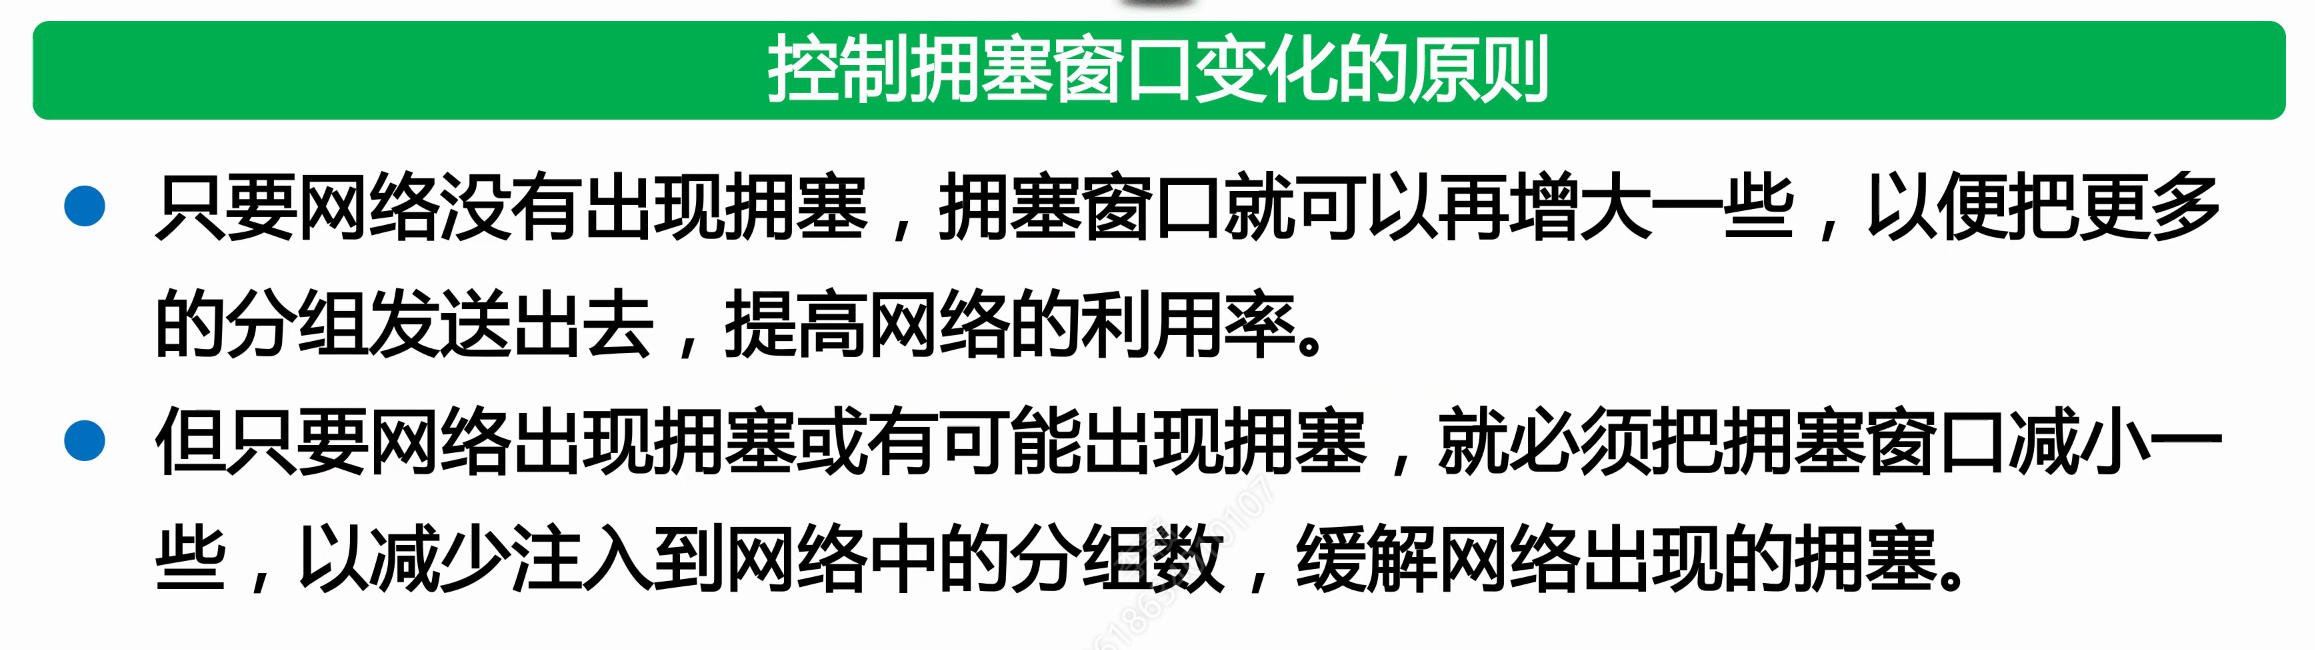 控制拥塞窗口变化的原则
只要网络没有出现拥塞，拥塞窗口就可以再增大一些，以便把更多
的分组发送出去，提高网络的利用率。
但只要网络出现拥塞或有可能出现拥塞，就必须把拥塞窗口减小一
些，以减少注入到网络中的分组数，缓解网络出现的拥塞。